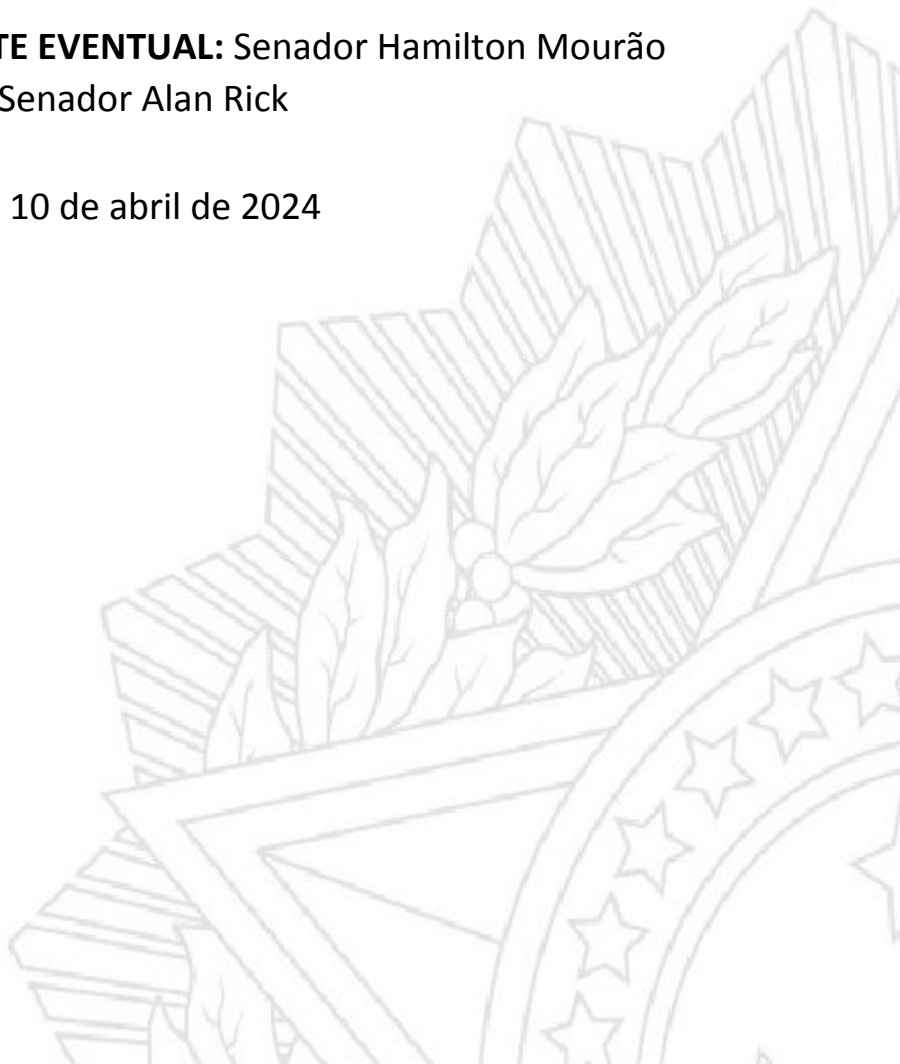 TE EVENTUAL: Senador Hamilton Mourão
Senador Alan Rick
10 de abril de 2024